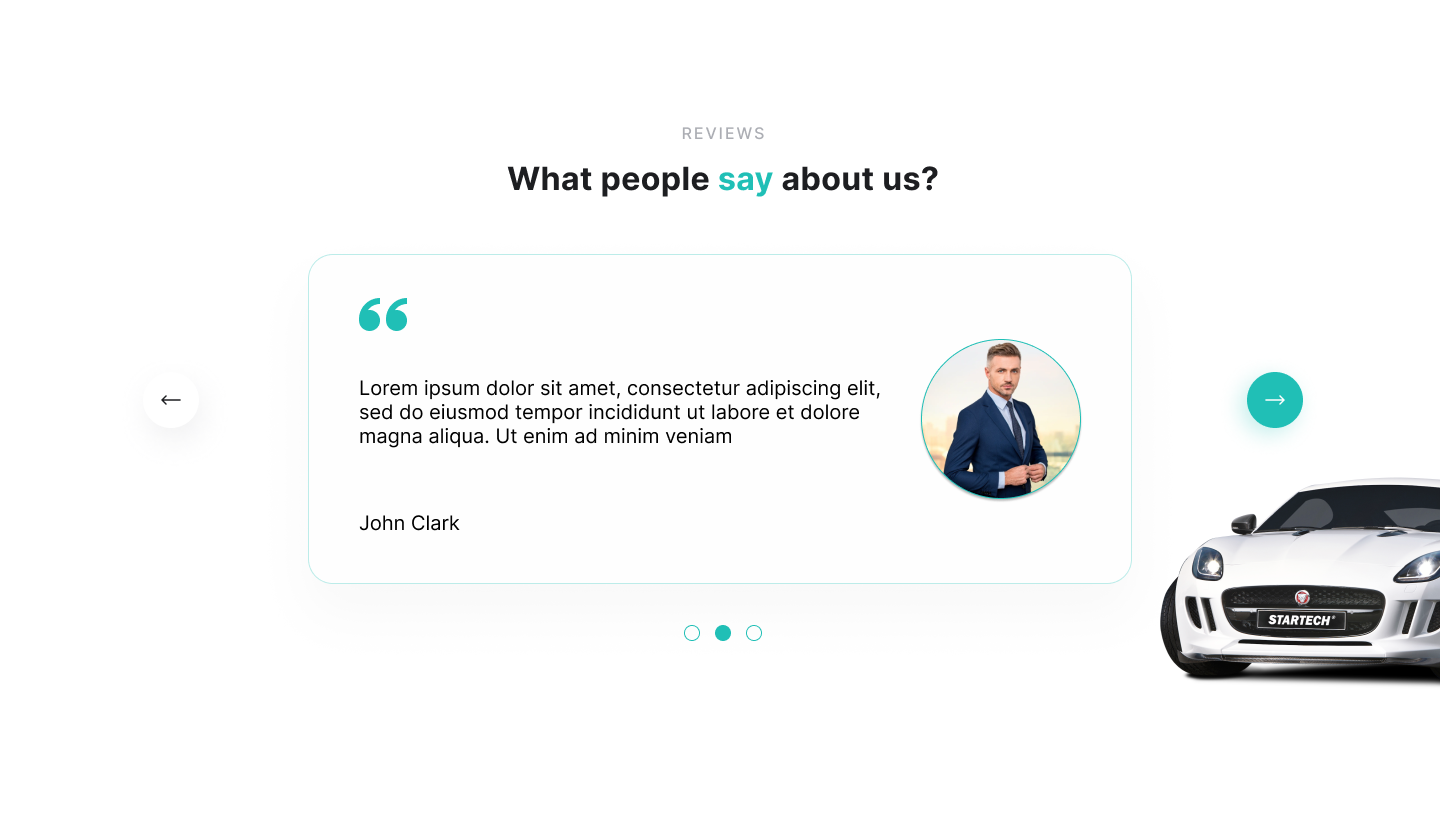 REVIEWS
What people say about us?
“
Lorem ipsum dolor sit amet, consectetur adipiscing elit,
sed do eiusmod tempor incididunt ut labore et dolore
magna aliqua. Ut enim ad minim veniam
John Clark
STARTECH®